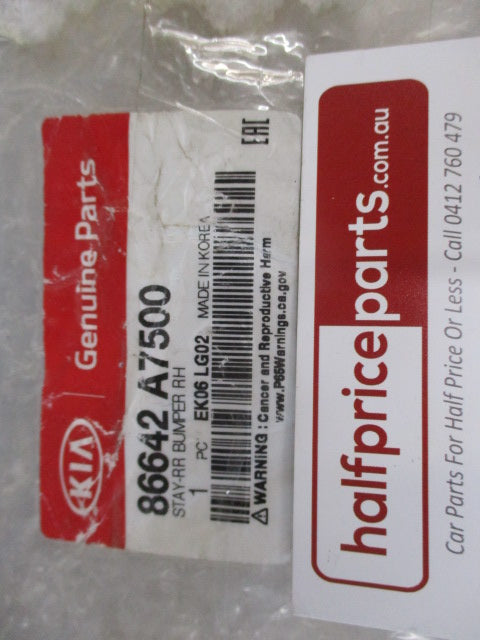 KIA
Genuine Parts
86642 A7500
STAY-RR BUMPER RH
1 PC EK06 LG02 MADE IN KOREA
EAC
⚠ WARNING : Cancer and Reproductive Harm
www.P65Warnings.ca.gov
halfpriceparts.com.au
Car Parts For Half Price Or Less - Call 0412 760 479